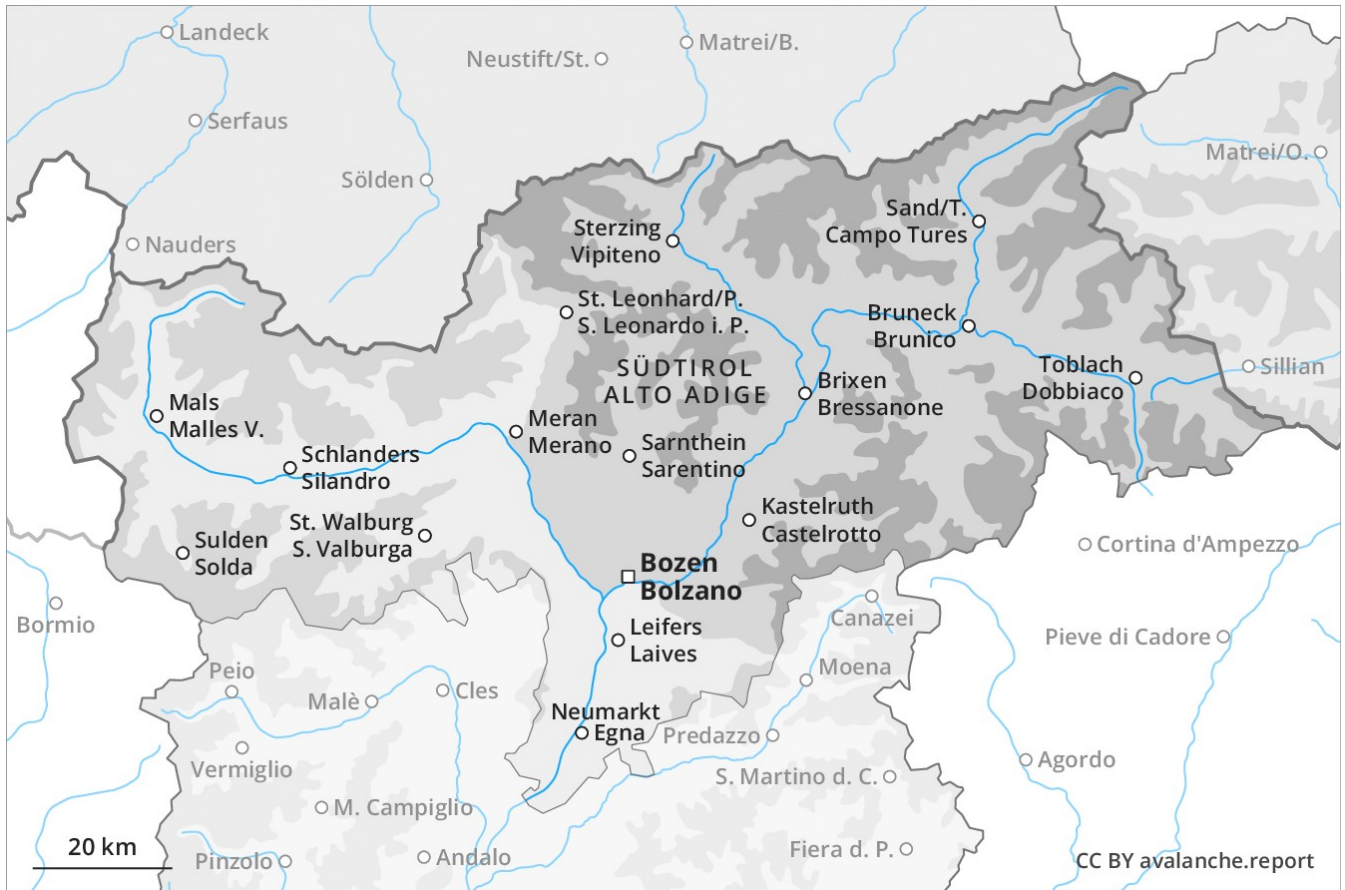 Landeck
Matrei/B.
Neustift/St.
Serfaus
Matrei/O.
Sölden
Sand/T.
Campo Tures
Sterzing
Vipiteno
Nauders
St. Leonhard/P.
S. Leonardo i. P.
Bruneck
Brunico
SÜDTIROL
ALTO ADIGE
Toblach
Dobbiaco
Sillian
Brixen
Bressanone
Mals
Malles V.
Meran
Merano
Sarnthein
Sarentino
Schlanders
Silandro
Kastelruth
Castelrotto
St. Walburg
S. Valburga
Sulden
Solda
Cortina d'Ampezzo
Bozen
Bolzano
Bormio
Canazei
Leifers
Laives
Pieve di Cadore
Peio
Moena
Malè
Cles
Neumarkt
Egna
Predazzo
Vermiglio
S. Martino d. C.
Agordo
M. Campiglio
20 km
Pinzolo
Andalo
Fiera d. P.
CC BY avalanche.report